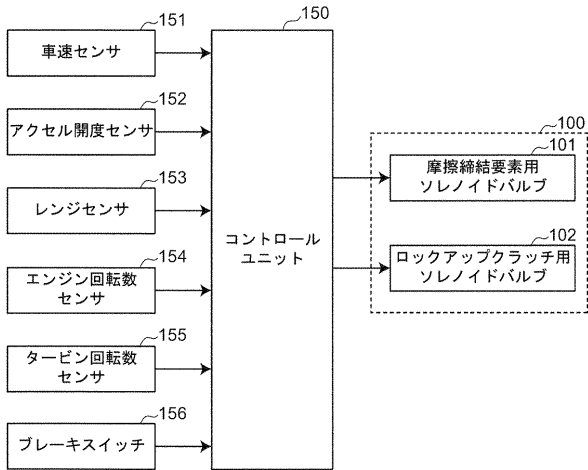 151
車速センサ
152
アクセル開度センサ
153
レンジセンサ
154
エンジン回転数
センサ
155
タービン回転数
センサ
156
ブレーキスイッチ
150
コントロール
ユニット
100
101
摩擦締結要素用
ソレノイドバルブ
102
ロックアップクラッチ用
ソレノイドバルブ